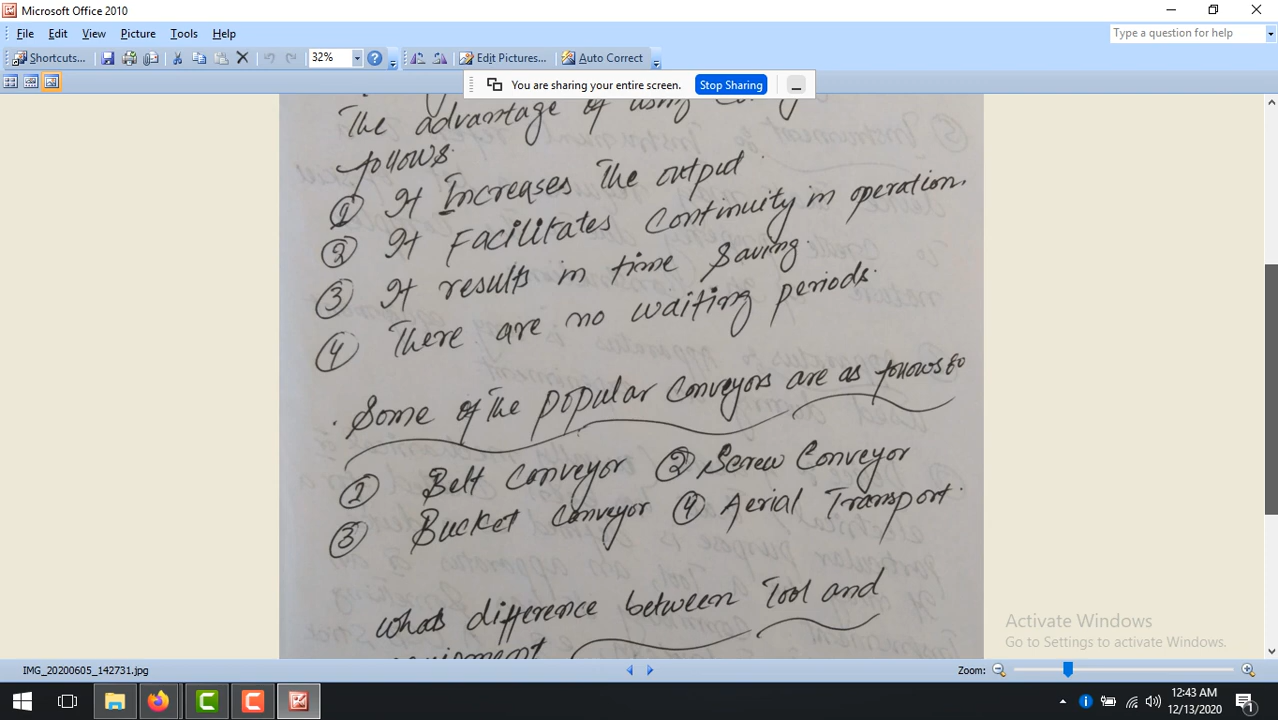 Microsoft Office 2010
File Edit View Picture Tools Help
Type a question for help
Shortcuts... 32% Edit Pictures... Auto Correct
You are sharing your entire screen. Stop Sharing
The advantage of using
follows.
① It Increases The output.
② It Facilitates Continuity in operation.
③ It results in time Saving.
④ There are no waiting periods.
Some of The popular Conveyors are as follows
① Belt Conveyor ② Screw Conveyor
③ Bucket Conveyor ④ Aerial Transport.
difference between Tool and
Activate Windows
Go to Settings to activate Windows.
IMG_20200605_142731.jpg
Zoom:
12:43 AM
12/13/2020
1